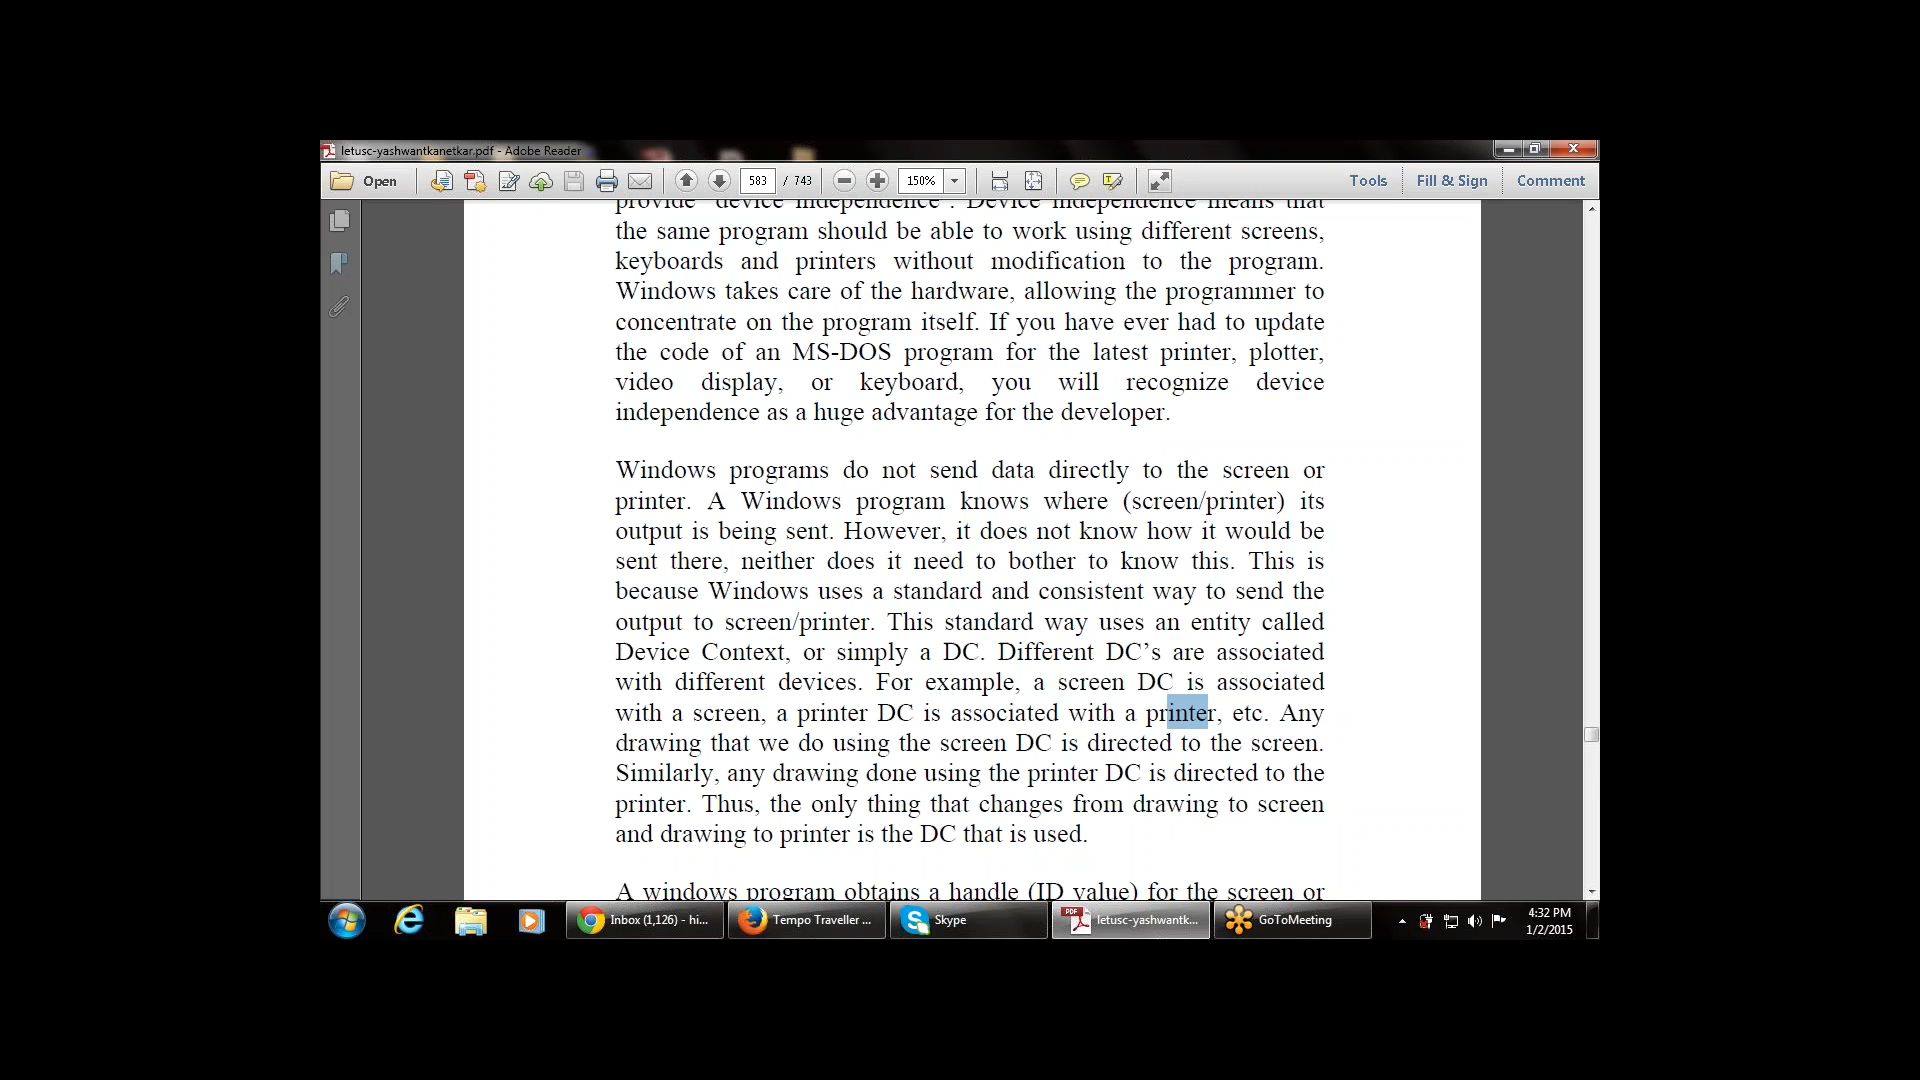 letusc-yashwantkanetkar.pdf - Adobe Reader
Open
583 / 743
150%
Tools
Fill & Sign
Comment
provide "device independence". Device independence means that
the same program should be able to work using different screens,
keyboards and printers without modification to the program.
Windows takes care of the hardware, allowing the programmer to
concentrate on the program itself. If you have ever had to update
the code of an MS-DOS program for the latest printer, plotter,
video display, or keyboard, you will recognize device
independence as a huge advantage for the developer.
Windows programs do not send data directly to the screen or
printer. A Windows program knows where (screen/printer) its
output is being sent. However, it does not know how it would be
sent there, neither does it need to bother to know this. This is
because Windows uses a standard and consistent way to send the
output to screen/printer. This standard way uses an entity called
Device Context, or simply a DC. Different DC’s are associated
with different devices. For example, a screen DC is associated
with a screen, a printer DC is associated with a printer, etc. Any
drawing that we do using the screen DC is directed to the screen.
Similarly, any drawing done using the printer DC is directed to the
printer. Thus, the only thing that changes from drawing to screen
and drawing to printer is the DC that is used.
A windows program obtains a handle (ID value) for the screen or
Inbox (1,126) - hi...
Tempo Traveller ...
Skype
PDF
letusc-yashwantk...
GoToMeeting
4:32 PM
1/2/2015